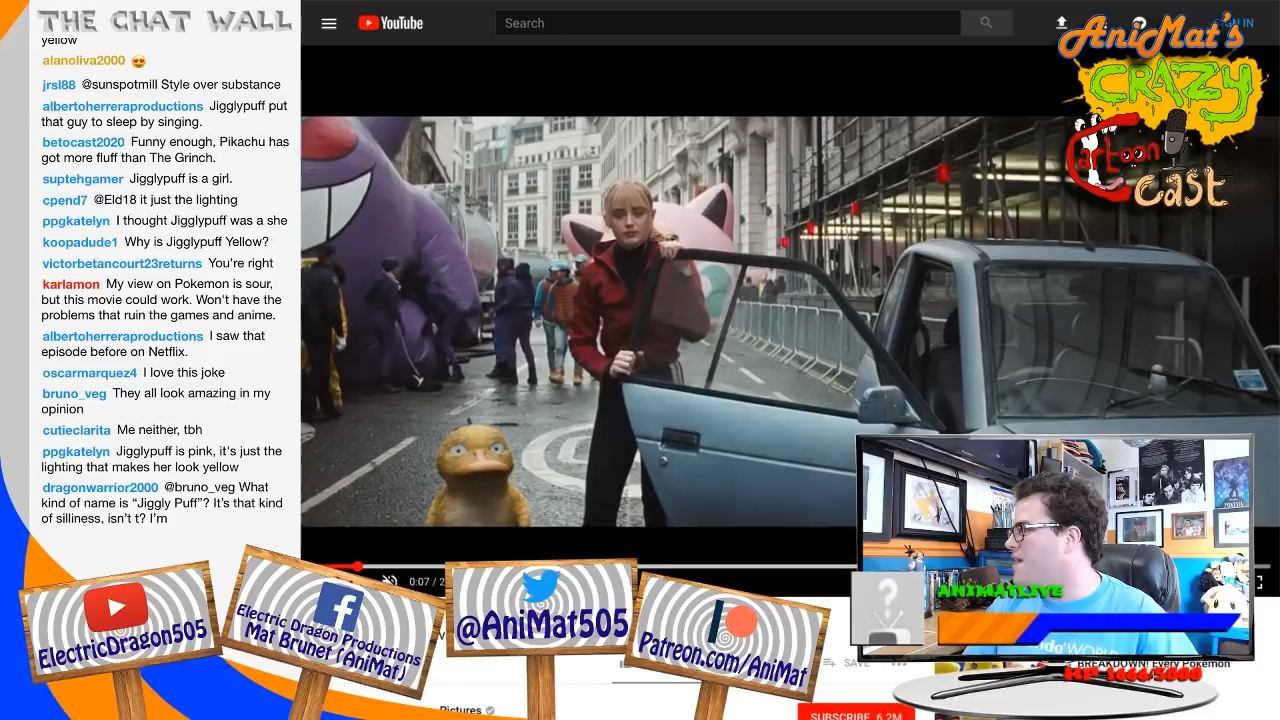 THE CHAT WALL
yellow
alanoliva2000
jrsl88 @sunspotmill Style over substance
albertoherreraproductions Jigglypuff put
that guy to sleep by singing.
betocast2020 Funny enough, Pikachu has
got more fluff than The Grinch.
suptehgamer Jigglypuff is a girl.
cpend7 @Eld18 it just the lighting
ppgkatelyn I thought Jigglypuff was a she
koopadude1 Why is Jigglypuff Yellow?
victorbetancourt23returns You're right
karlamon My view on Pokemon is sour,
but this movie could work. Won't have the
problems that ruin the games and anime.
albertoherreraproductions I saw that
episode before on Netflix.
oscarmarquez4 I love this joke
bruno_veg They all look amazing in my
opinion
cutieclarita Me neither, tbh
ppgkatelyn Jigglypuff is pink, it's just the
lighting that makes her look yellow
dragonwarrior2000 @bruno_veg What
kind of name is “Jiggly Puff”? It's that kind
of silliness, isn't t? I'm
YouTube
Search
SIGN IN
AniMat's
CRAZY
Cartoon
Cast
0:07 / 2
ElectricDragon505
Electric Dragon Productions
Mat Brunet (AniMat)
@AniMat505
Patreon.com/AniMat
ANIMATLIVE
SAVE
BREAKDOWN! Every Pokemon
Pictures
SUBSCRIBE 6.2M